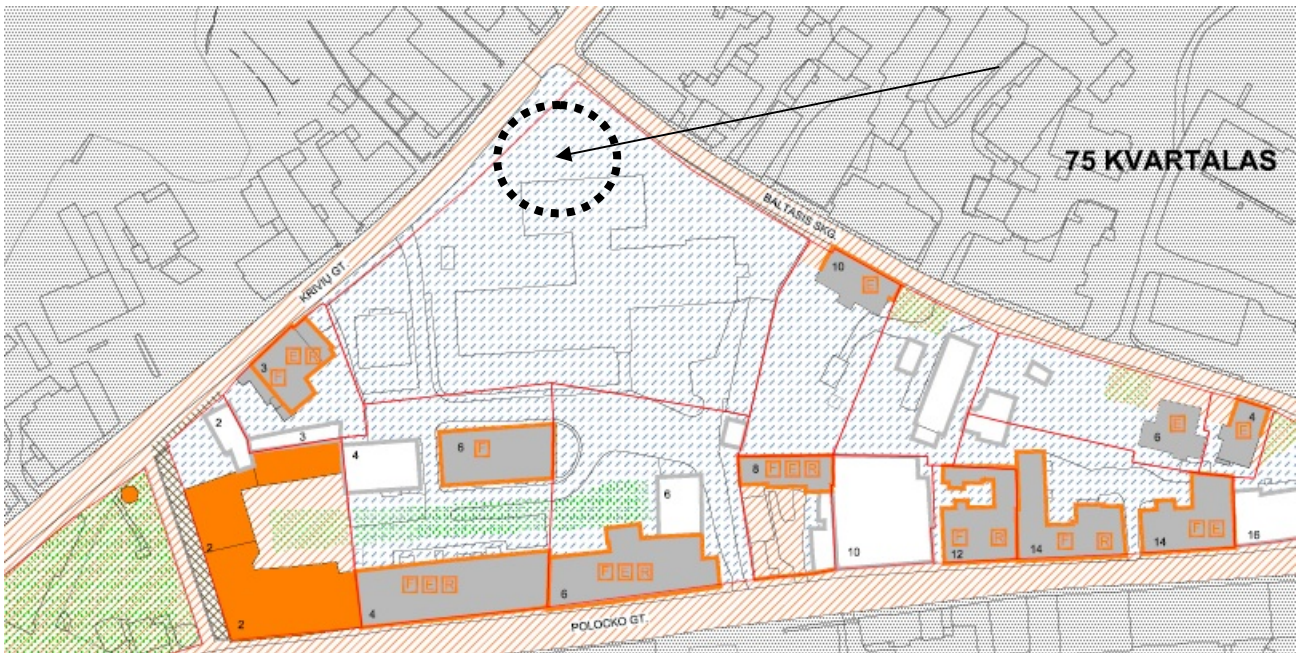 75 KVARTALAS
BALTASIS SKG.
KRIVIŲ GT.
10
E
3
E R
F
2
3
4
6
F
8
F E R
6
10
6
E
4
E
12
F R
14
F R
14
F E
16
2
2
4
F E R
6
F E R
POLOCKO GT.